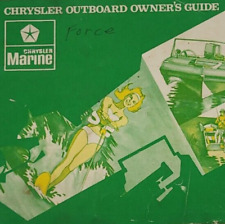 CHRYSLER OUTBOARD OWNER'S GUIDE
Force
CHRYSLER
Marine